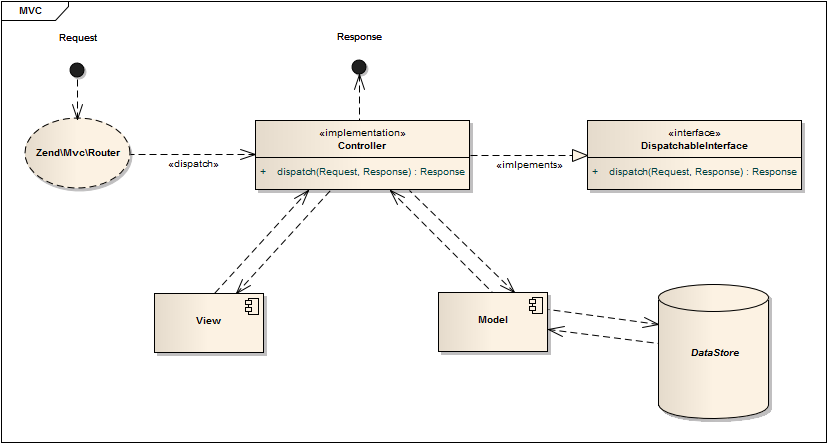 MVC
Request
Response
Zend\Mvc\Router
«dispatch»
«implementation»
Controller
+ dispatch(Request, Response) : Response
«imlpements»
«interface»
DispatchableInterface
+ dispatch(Request, Response) : Response
View
Model
DataStore